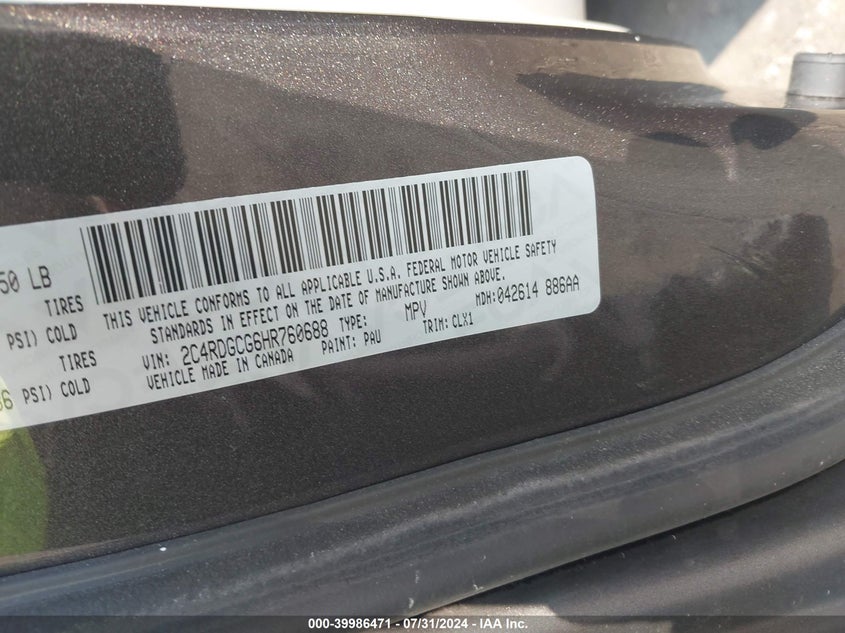 50 LB
TIRES
PSI) COLD
TIRES
36 PSI) COLD
THIS VEHICLE CONFORMS TO ALL APPLICABLE U.S.A. FEDERAL MOTOR VEHICLE SAFETY
STANDARDS IN EFFECT ON THE DATE OF MANUFACTURE SHOWN ABOVE.
VIN: 2C4RDGCG6HR760688 TYPE: MPV MDH:042614 886AA
VEHICLE MADE IN CANADA PAINT: PAU TRIM: CLX1
000-39986471 / 07/31/2024 - IAA Inc.